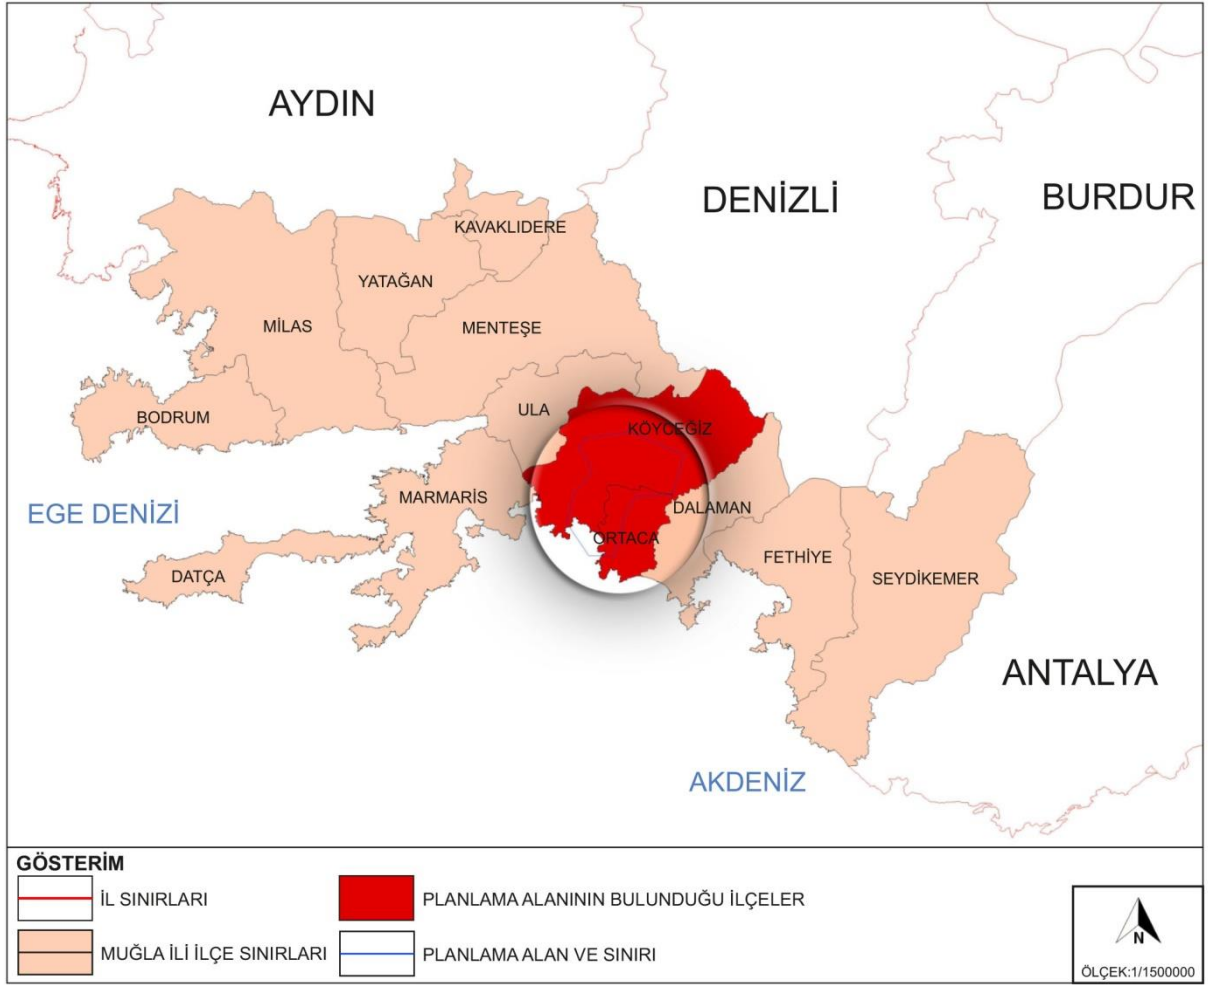 AYDIN
DENİZLİ
BURDUR
KAVAKLIDERE
YATAĞAN
MİLAS
MENTEŞE
ULA
BODRUM
KÖYCEĞİZ
EGE DENİZİ
MARMARİS
DALAMAN
ORTACA
FETHİYE
DATÇA
SEYDİKEMER
ANTALYA
AKDENİZ
GÖSTERİM
İL SINIRLARI
PLANLAMA ALANININ BULUNDUĞU İLÇELER
MUĞLA İLİ İLÇE SINIRLARI
PLANLAMA ALAN VE SINIRI
N
ÖLÇEK:1/1500000